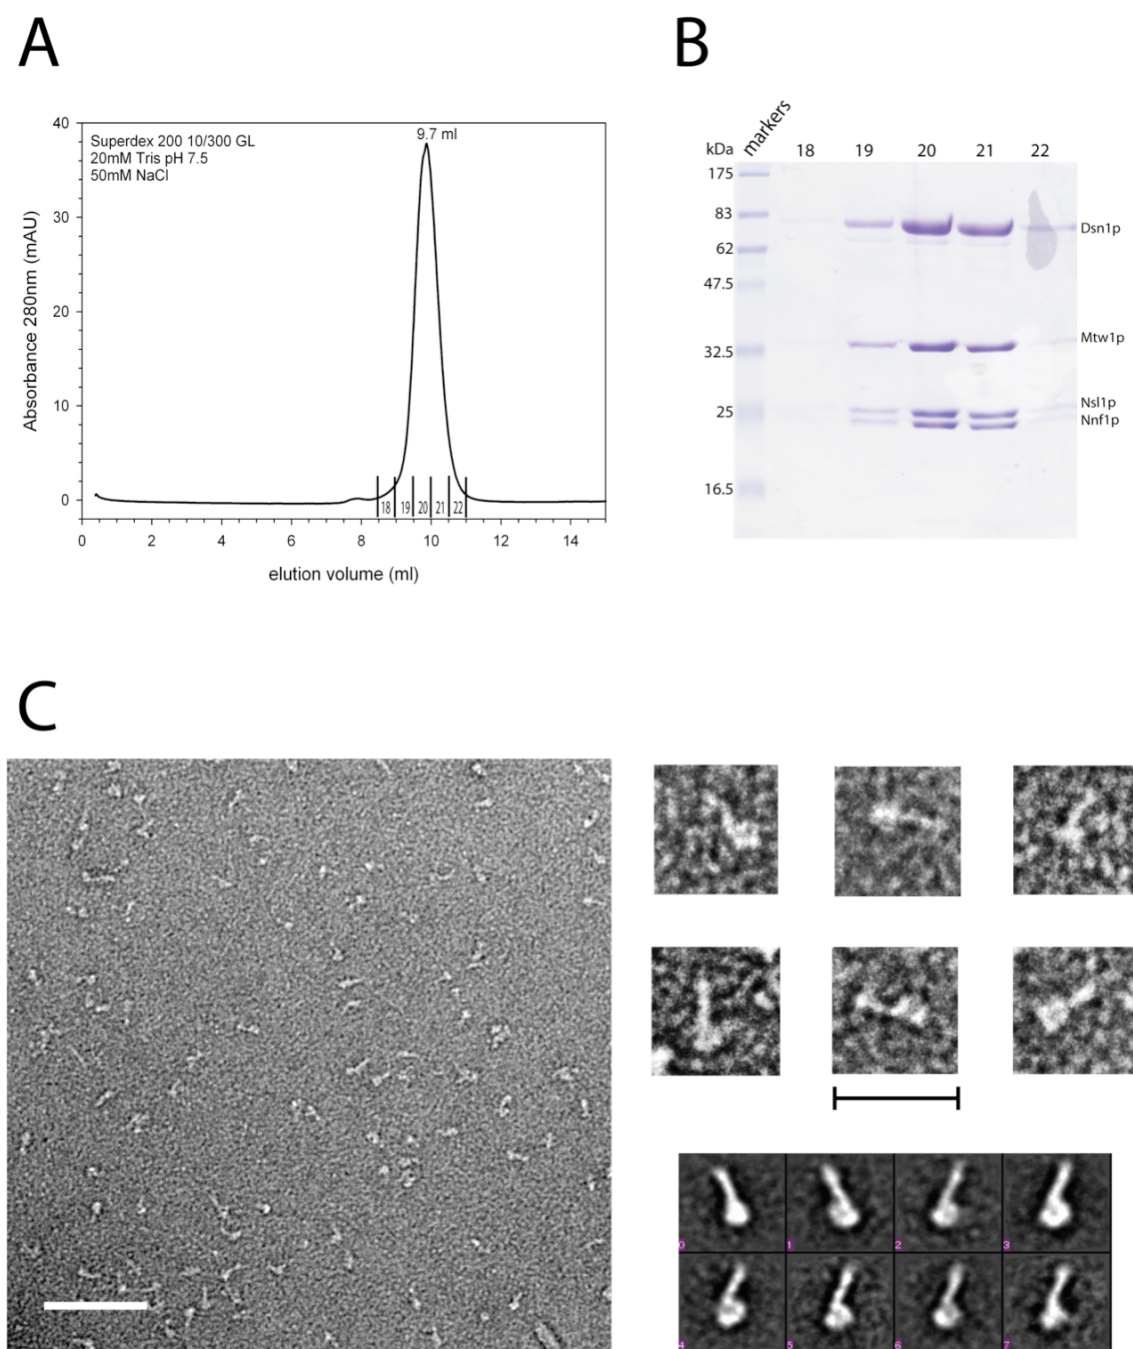 A
B
Superdex 200 10/300 GL
20mM Tris pH 7.5
50mM NaCl
9.7 ml
40
30
20
10
0
Absorbance 280nm (mAU)
18 19 20 21 22
0 2 4 6 8 10 12 14
elution volume (ml)
kDa markers 18 19 20 21 22
175
83
62
47.5
32.5
25
16.5
Dsn1p
Mtw1p
Nsl1p
Nnf1p
C
0 1 2 3
4 5 6 7